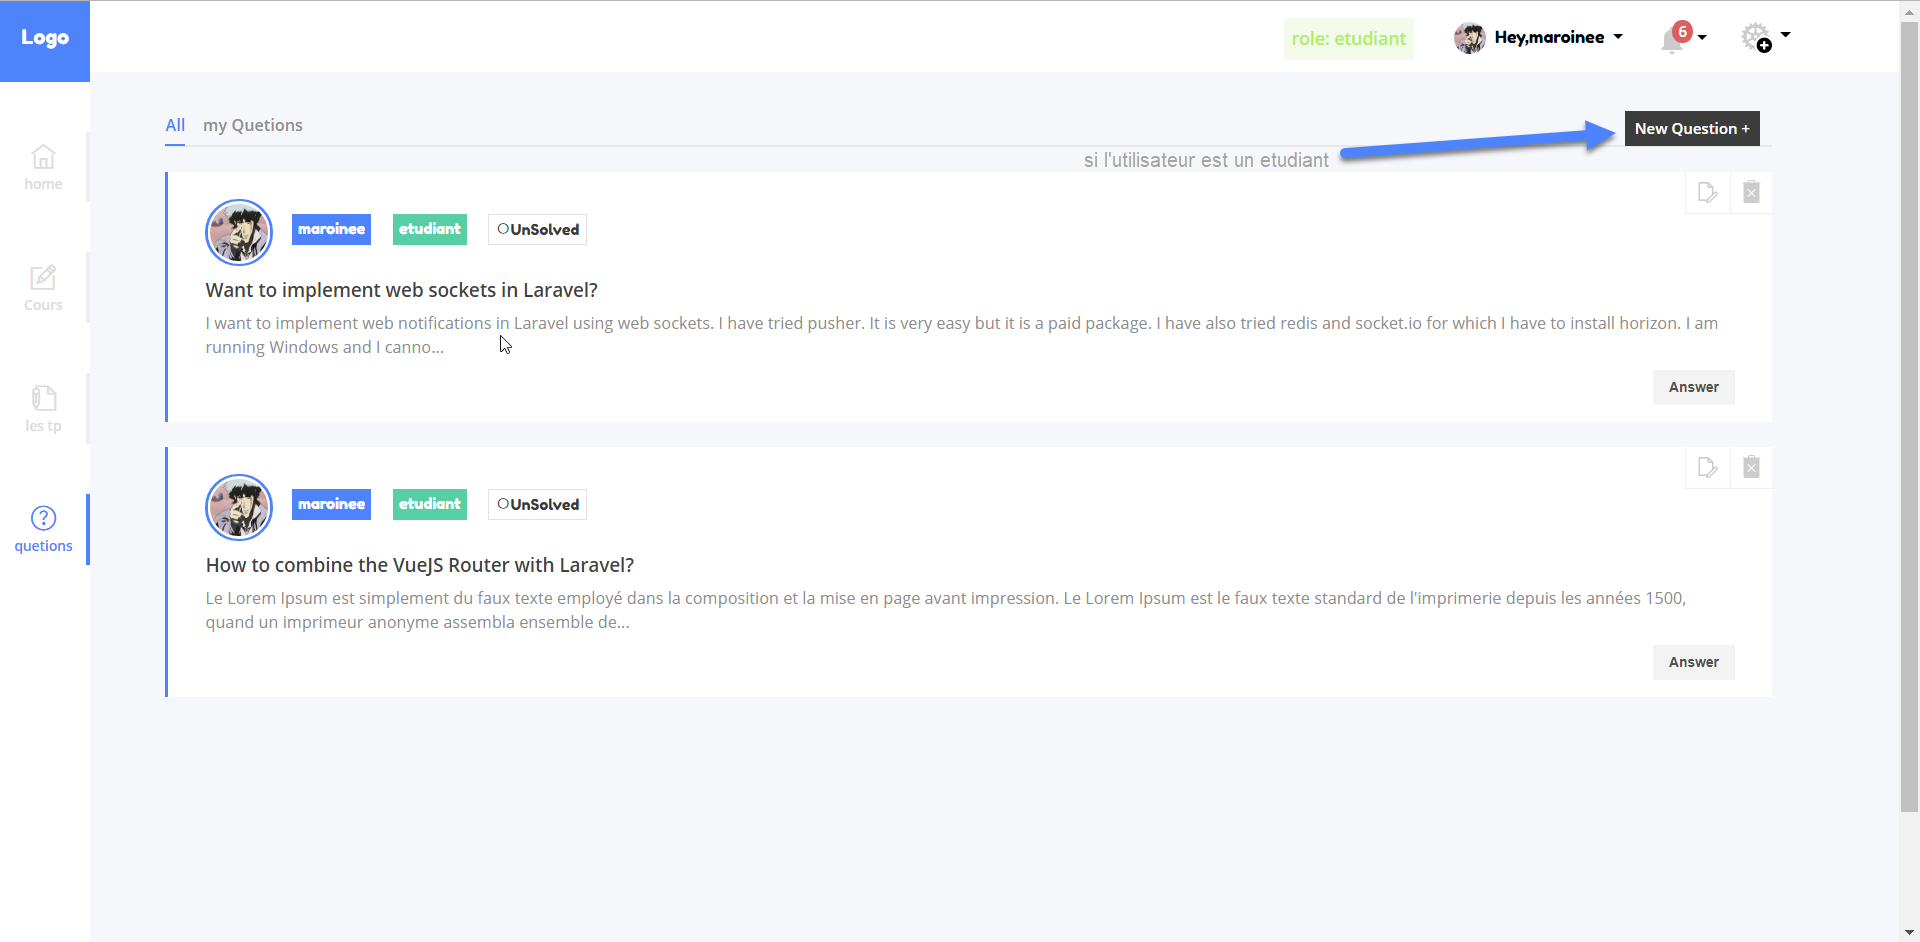 Logo
role: etudiant
Hey,maroinee
6
All my Quetions
New Question +
si l'utilisateur est un etudiant
home
Cours
les tp
quetions
maroinee etudiant UnSolved
Want to implement web sockets in Laravel?
I want to implement web notifications in Laravel using web sockets. I have tried pusher. It is very easy but it is a paid package. I have also tried redis and socket.io for which I have to install horizon. I am
running Windows and I canno...
Answer
maroinee etudiant UnSolved
How to combine the VueJS Router with Laravel?
Le Lorem Ipsum est simplement du faux texte employé dans la composition et la mise en page avant impression. Le Lorem Ipsum est le faux texte standard de l'imprimerie depuis les années 1500,
quand un imprimeur anonyme assembla ensemble de...
Answer